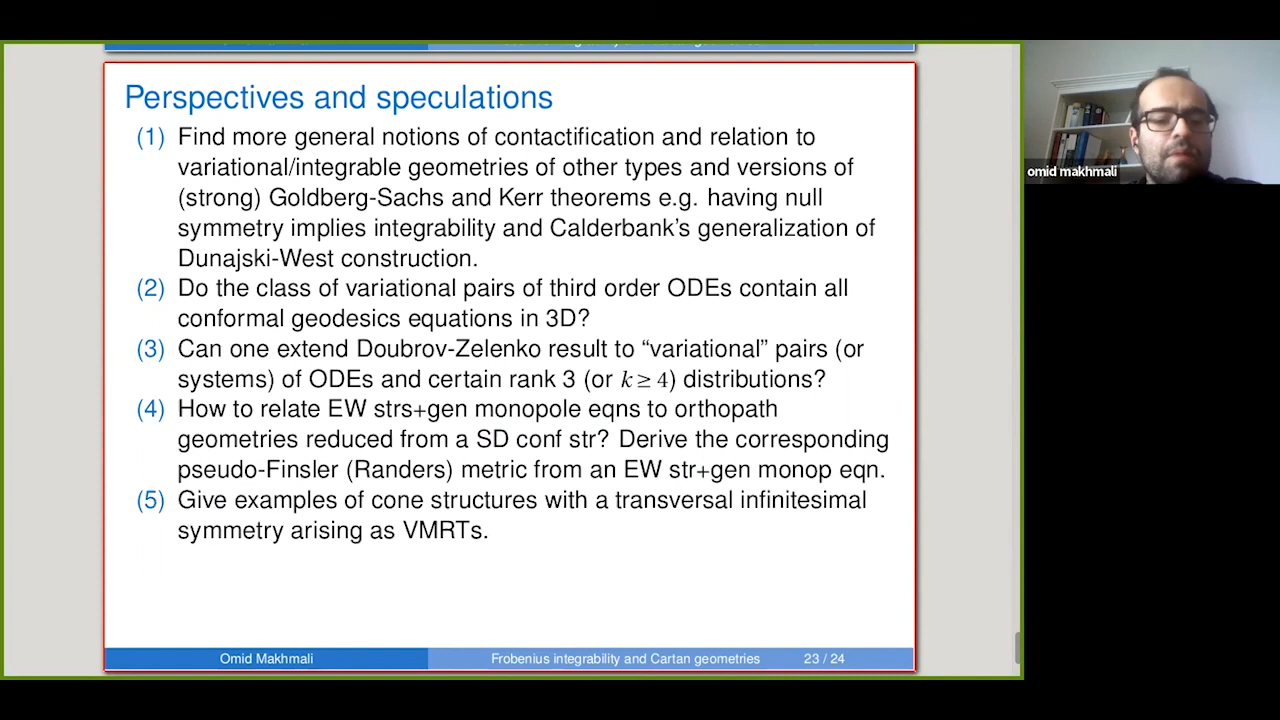 Perspectives and speculations
(1) Find more general notions of contactification and relation to
variational/integrable geometries of other types and versions of
(strong) Goldberg-Sachs and Kerr theorems e.g. having null
symmetry implies integrability and Calderbank's generalization of
Dunajski-West construction.
(2) Do the class of variational pairs of third order ODEs contain all
conformal geodesics equations in 3D?
(3) Can one extend Doubrov-Zelenko result to “variational” pairs (or
systems) of ODEs and certain rank 3 (or k ≥ 4) distributions?
(4) How to relate EW strs+gen monopole eqns to orthopath
geometries reduced from a SD conf str? Derive the corresponding
pseudo-Finsler (Randers) metric from an EW str+gen monop eqn.
(5) Give examples of cone structures with a transversal infinitesimal
symmetry arising as VMRTs.
Omid Makhmali Frobenius integrability and Cartan geometries 23 / 24
omid makhmali